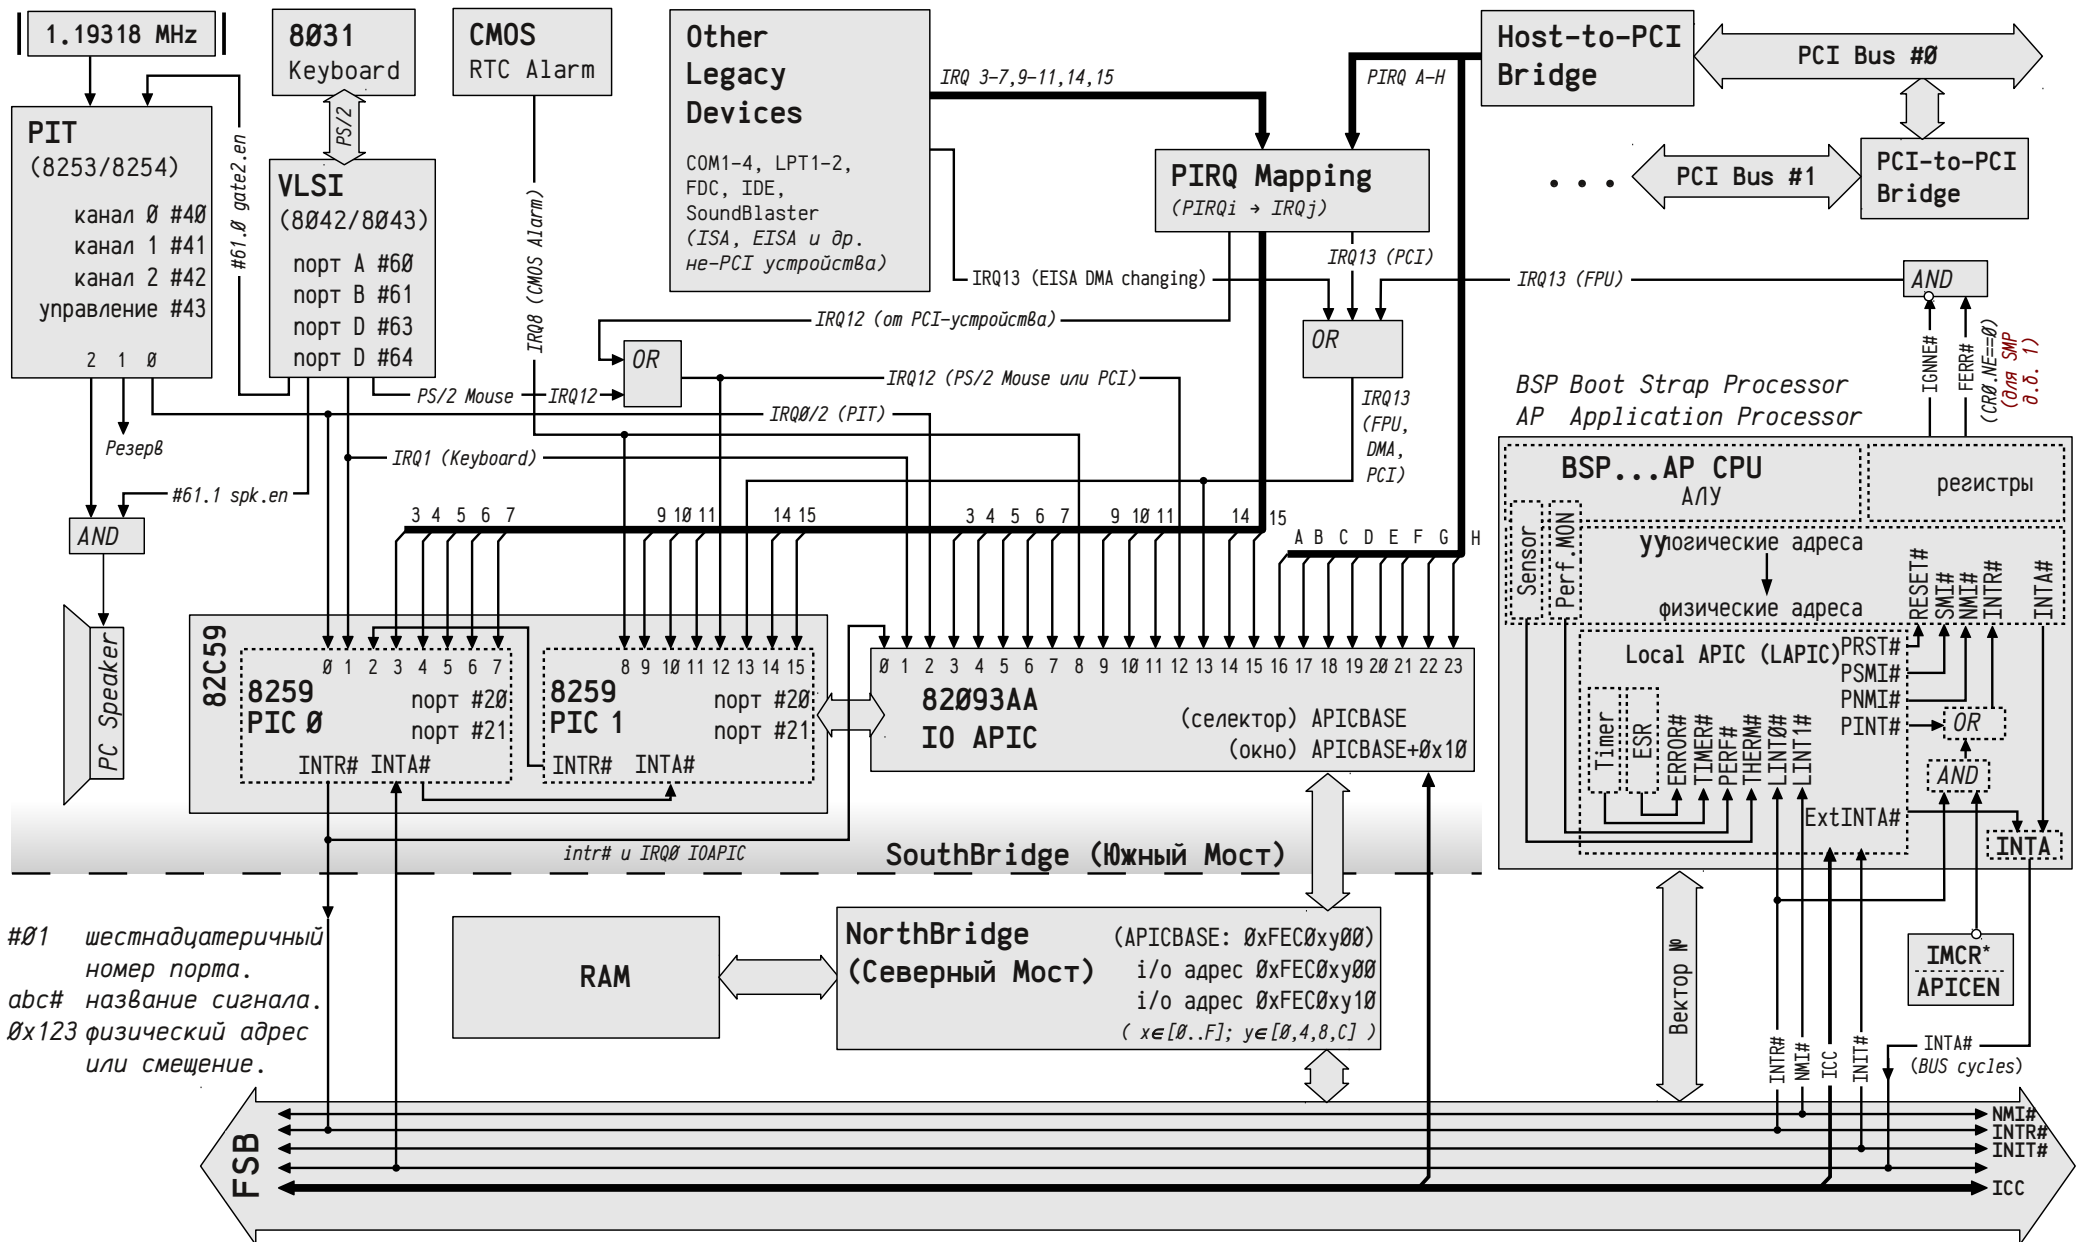 1.19318 MHz
8031
Keyboard
CMOS
RTC Alarm
Other
Legacy
Devices
COM1-4, LPT1-2,
FDC, IDE,
SoundBlaster
(ISA, EISA и др.
не-PCI устройства)
IRQ 3-7,9-11,14,15
PIRQ A-H
Host-to-PCI
Bridge
PCI Bus #0
PCI Bus #1
PCI-to-PCI
Bridge
• • •
PIT
(8253/8254)
канал 0 #40
канал 1 #41
канал 2 #42
управление #43
2 1 0
#61.0 gate2.en
PS/2
VLSI
(8042/8043)
порт A #60
порт B #61
порт D #63
порт D #64
IRQ8 (CMOS Alarm)
PIRQ Mapping
(PIRQi → IRQj)
IRQ13 (EISA DMA changing)
IRQ13 (PCI)
IRQ13 (FPU)
AND
IRQ12 (от PCI-устройства)
OR
OR
IGNNE#
FERR#
(CR0.NE==0)
(для SMP
д.б. 1)
PS/2 Mouse
IRQ12
IRQ12 (PS/2 Mouse или PCI)
IRQ13
(FPU,
DMA,
PCI)
IRQ0/2 (PIT)
IRQ1 (Keyboard)
Резерв
#61.1 spk.en
AND
PC Speaker
BSP Boot Strap Processor
AP Application Processor
BSP...AP CPU
АЛУ
регистры
Sensor
Perf.MON
УУ
логические адреса
физические адреса
RESET#
SMI#
NMI#
INTR#
INTA#
3 4 5 6 7
9 10 11
14 15
3 4 5 6 7
9 10 11
14 15
A B C D E F G H
82C59
0 1 2 3 4 5 6 7
8259
PIC 0
порт #20
порт #21
INTR# INTA#
8 9 10 11 12 13 14 15
8259
PIC 1
порт #20
порт #21
INTR# INTA#
0 1 2 3 4 5 6 7 8 9 10 11 12 13 14 15 16 17 18 19 20 21 22 23
82093AA
IO APIC
(селектор) APICBASE
(окно) APICBASE+0x10
Local APIC (LAPIC)
PRST#
PSMI#
PNMI#
PINT#
OR
AND
Timer
ESR
ERROR#
TIMER#
PERF#
THERM#
LINT0#
LINT1#
ExtINTA#
INTA
intr# и IRQ0 IOAPIC
SouthBridge (Южный Мост)
#01 шестнадцатеричный
номер порта.
abc# название сигнала.
0x123 физический адрес
или смещение.
RAM
NorthBridge
(Северный Мост)
(APICBASE: 0xFEC0xy00)
i/o адрес 0xFEC0xy00
i/o адрес 0xFEC0xy10
( x∈[0..F]; y∈[0,4,8,C] )
Вектор №
IMCR*
APICEN
INTR#
NMI#
ICC
INIT#
INTA#
(BUS cycles)
FSB
NMI#
INTR#
INIT#
ICC